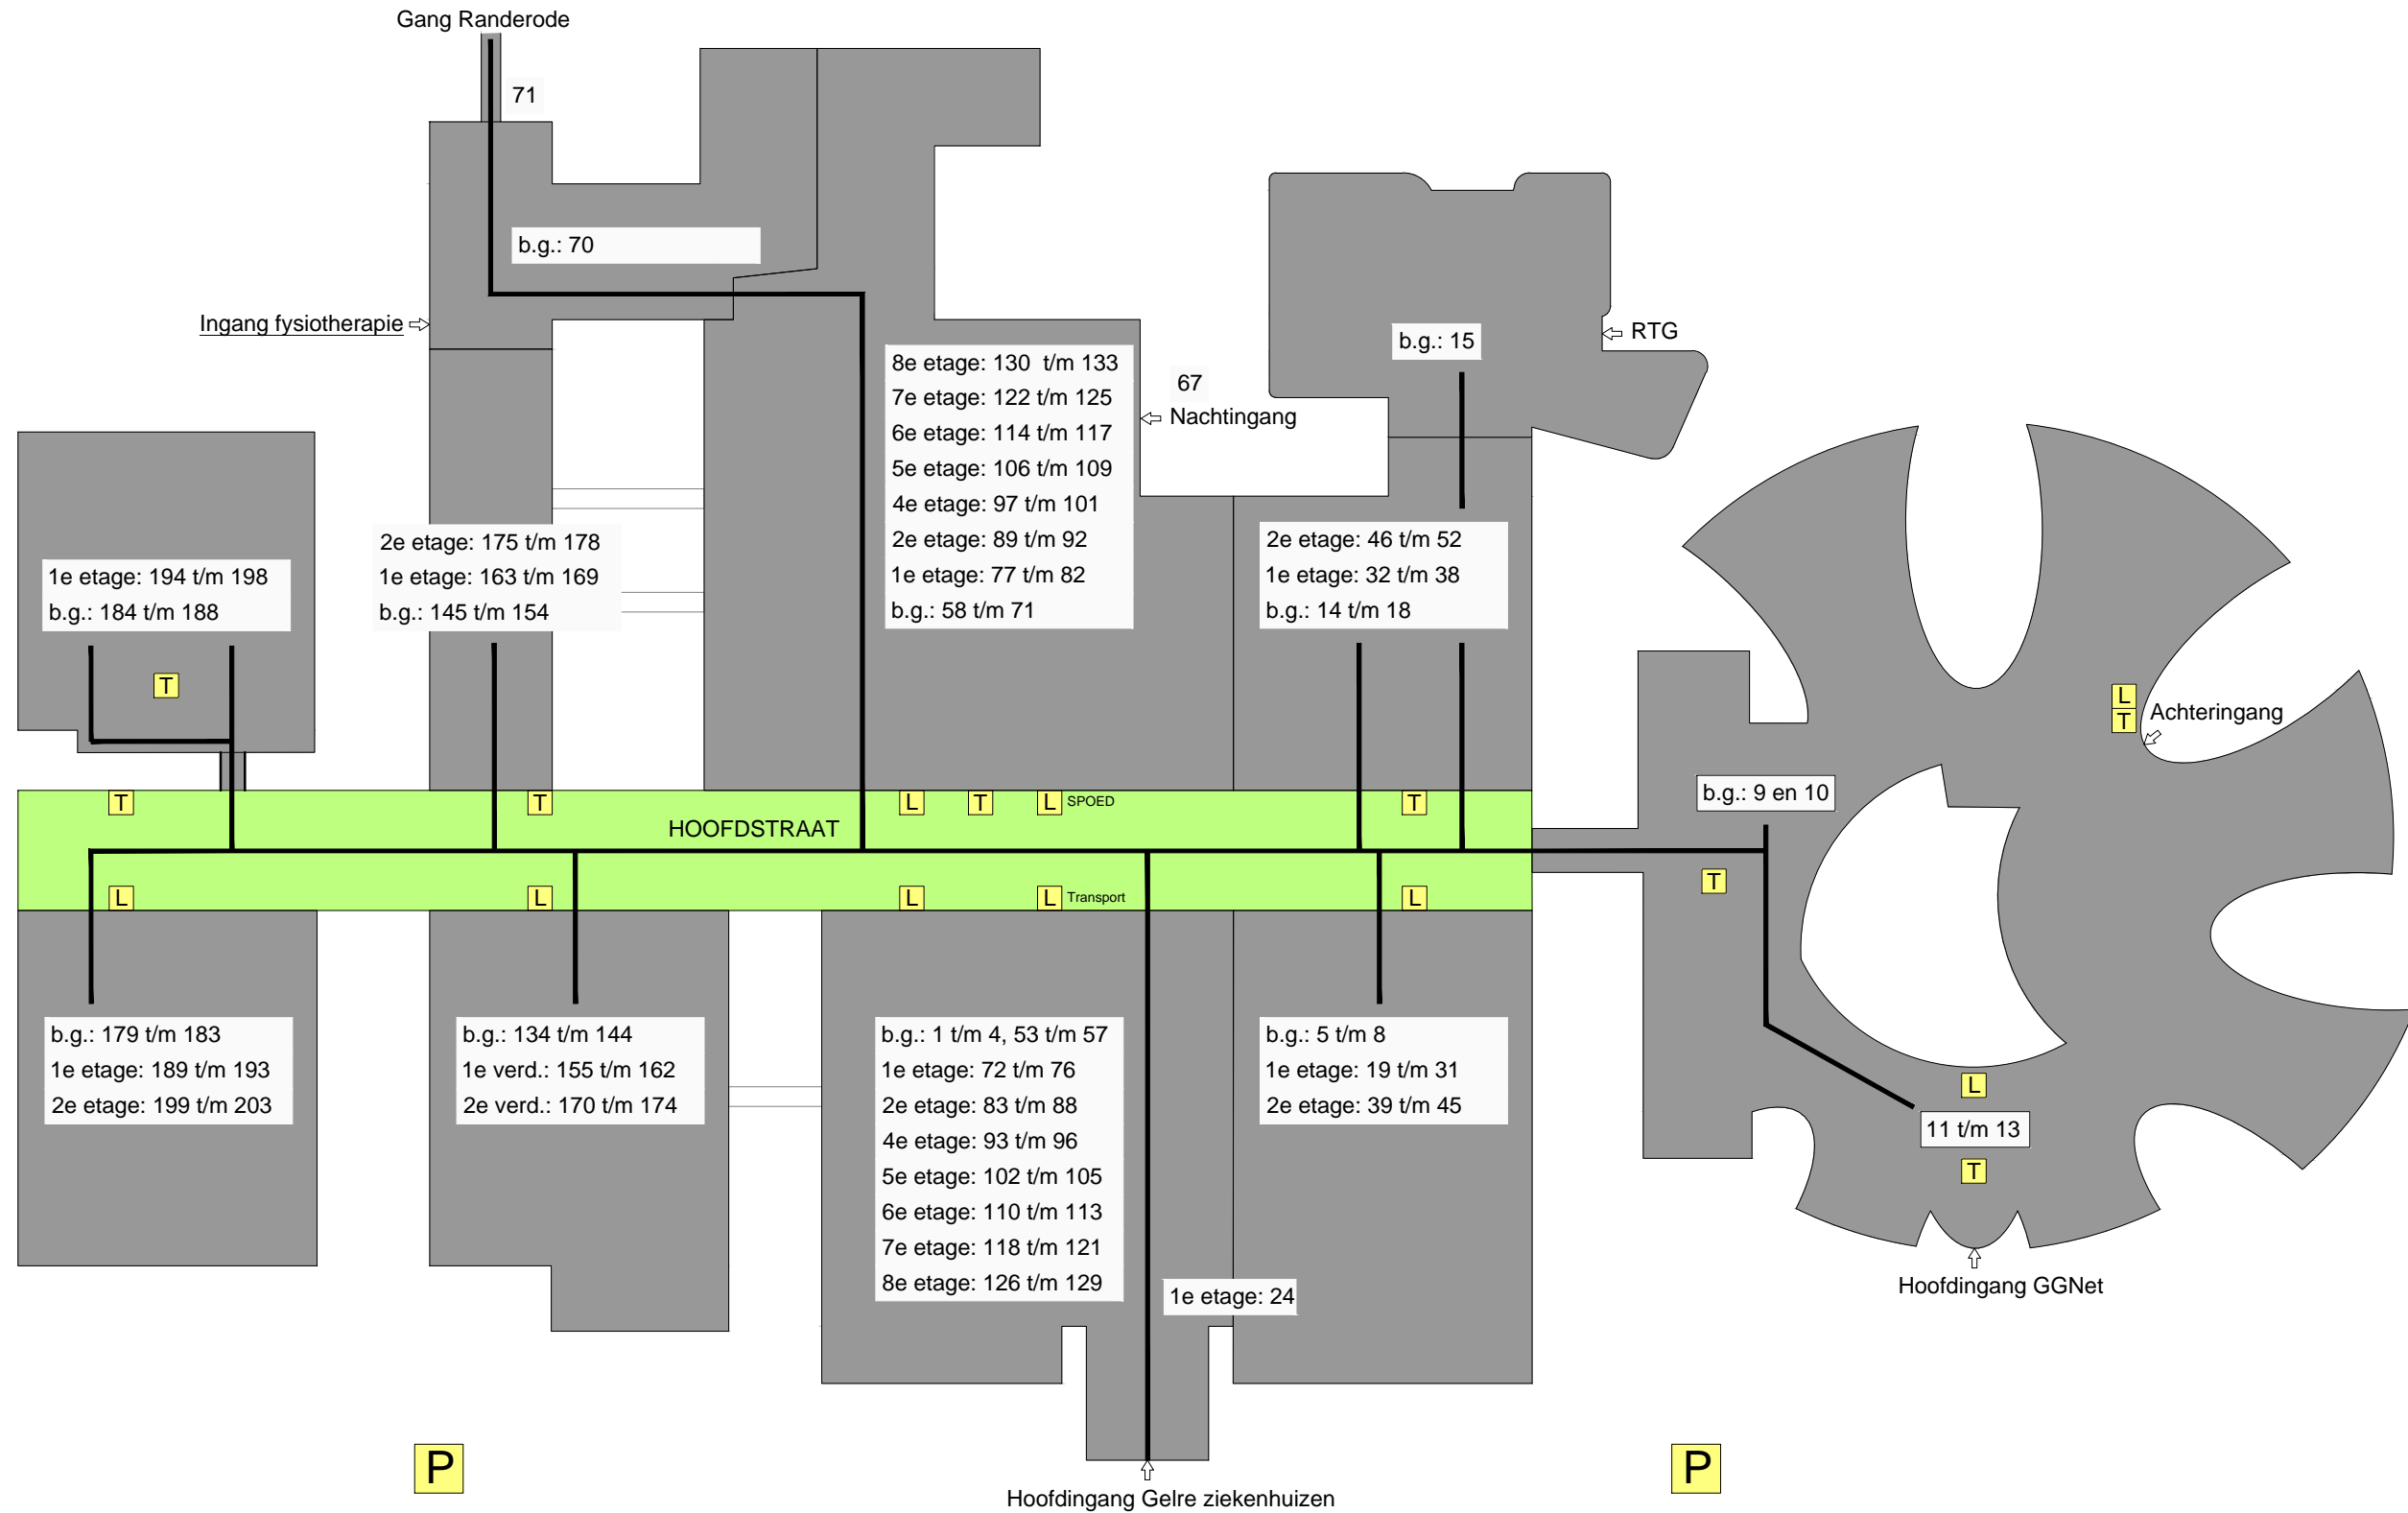 Gang Randerode
71
b.g.: 70
Ingang fysiotherapie
RTG
b.g.: 15
8e etage: 130 t/m 133
7e etage: 122 t/m 125
6e etage: 114 t/m 117
5e etage: 106 t/m 109
4e etage: 97 t/m 101
2e etage: 89 t/m 92
1e etage: 77 t/m 82
b.g.: 58 t/m 71
67
Nachtingang
2e etage: 175 t/m 178
1e etage: 163 t/m 169
b.g.: 145 t/m 154
2e etage: 46 t/m 52
1e etage: 32 t/m 38
b.g.: 14 t/m 18
1e etage: 194 t/m 198
b.g.: 184 t/m 188
T
L
T
Achteringang
b.g.: 9 en 10
T
T
L
T
L SPOED
T
HOOFDSTRAAT
T
L
L
L
L Transport
L
b.g.: 179 t/m 183
1e etage: 189 t/m 193
2e etage: 199 t/m 203
b.g.: 134 t/m 144
1e verd.: 155 t/m 162
2e verd.: 170 t/m 174
b.g.: 1 t/m 4, 53 t/m 57
1e etage: 72 t/m 76
2e etage: 83 t/m 88
4e etage: 93 t/m 96
5e etage: 102 t/m 105
6e etage: 110 t/m 113
7e etage: 118 t/m 121
8e etage: 126 t/m 129
b.g.: 5 t/m 8
1e etage: 19 t/m 31
2e etage: 39 t/m 45
L
11 t/m 13
T
1e etage: 24
Hoofdingang GGNet
P
P
Hoofdingang Gelre ziekenhuizen